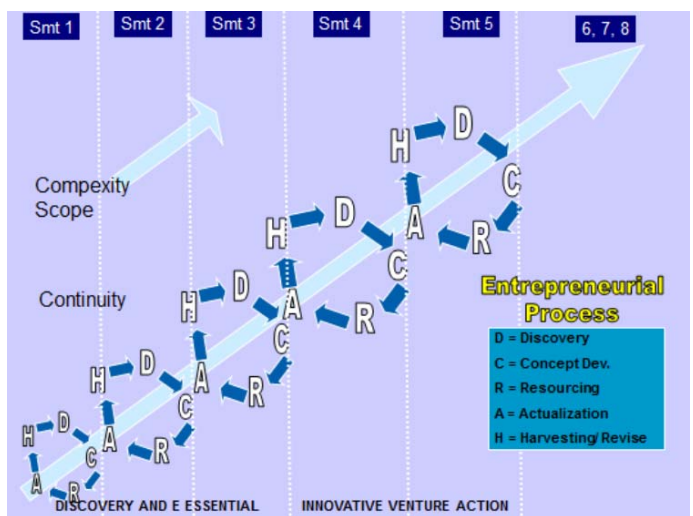 Smt 1
Smt 2
Smt 3
Smt 4
Smt 5
6, 7, 8
Compexity
Scope
Continuity
H D C R A
H D C R A
H D C R A
H D C R A
H D C R A
Entrepreneurial
Process
D = Discovery
C = Concept Dev.
R = Resourcing
A = Actualization
H = Harvesting/Revise
DISCOVERY AND E ESSENTIAL
INNOVATIVE VENTURE ACTION